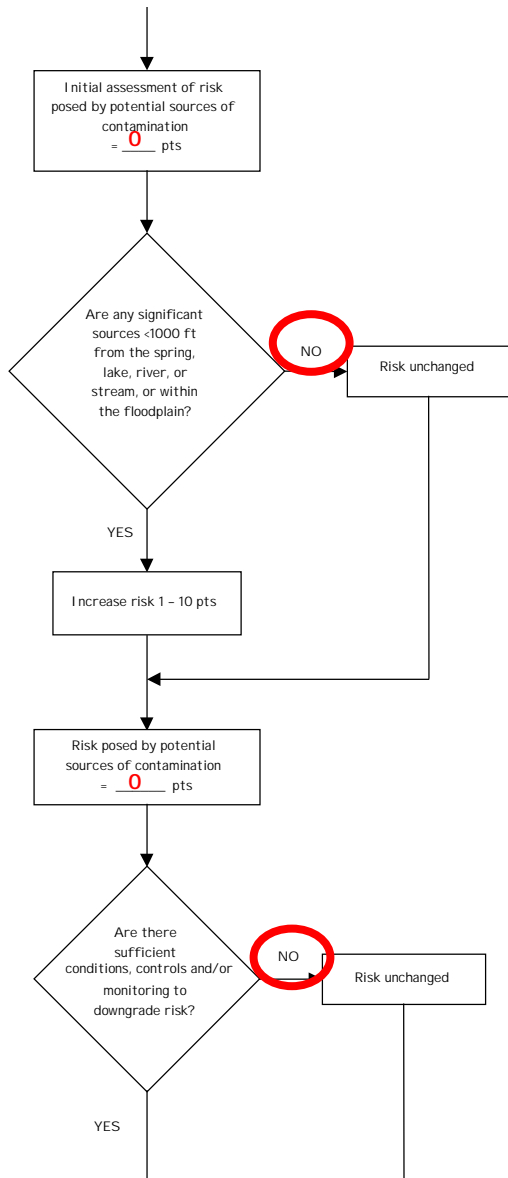 Initial assessment of risk
posed by potential sources of
contamination
= 0 pts
Are any significant
sources <1000 ft
from the spring,
lake, river, or
stream, or within
the floodplain?
NO
Risk unchanged
YES
Increase risk 1 – 10 pts
Risk posed by potential
sources of contamination
= 0 pts
Are there
sufficient
conditions, controls and/or
monitoring to
downgrade risk?
NO
Risk unchanged
YES